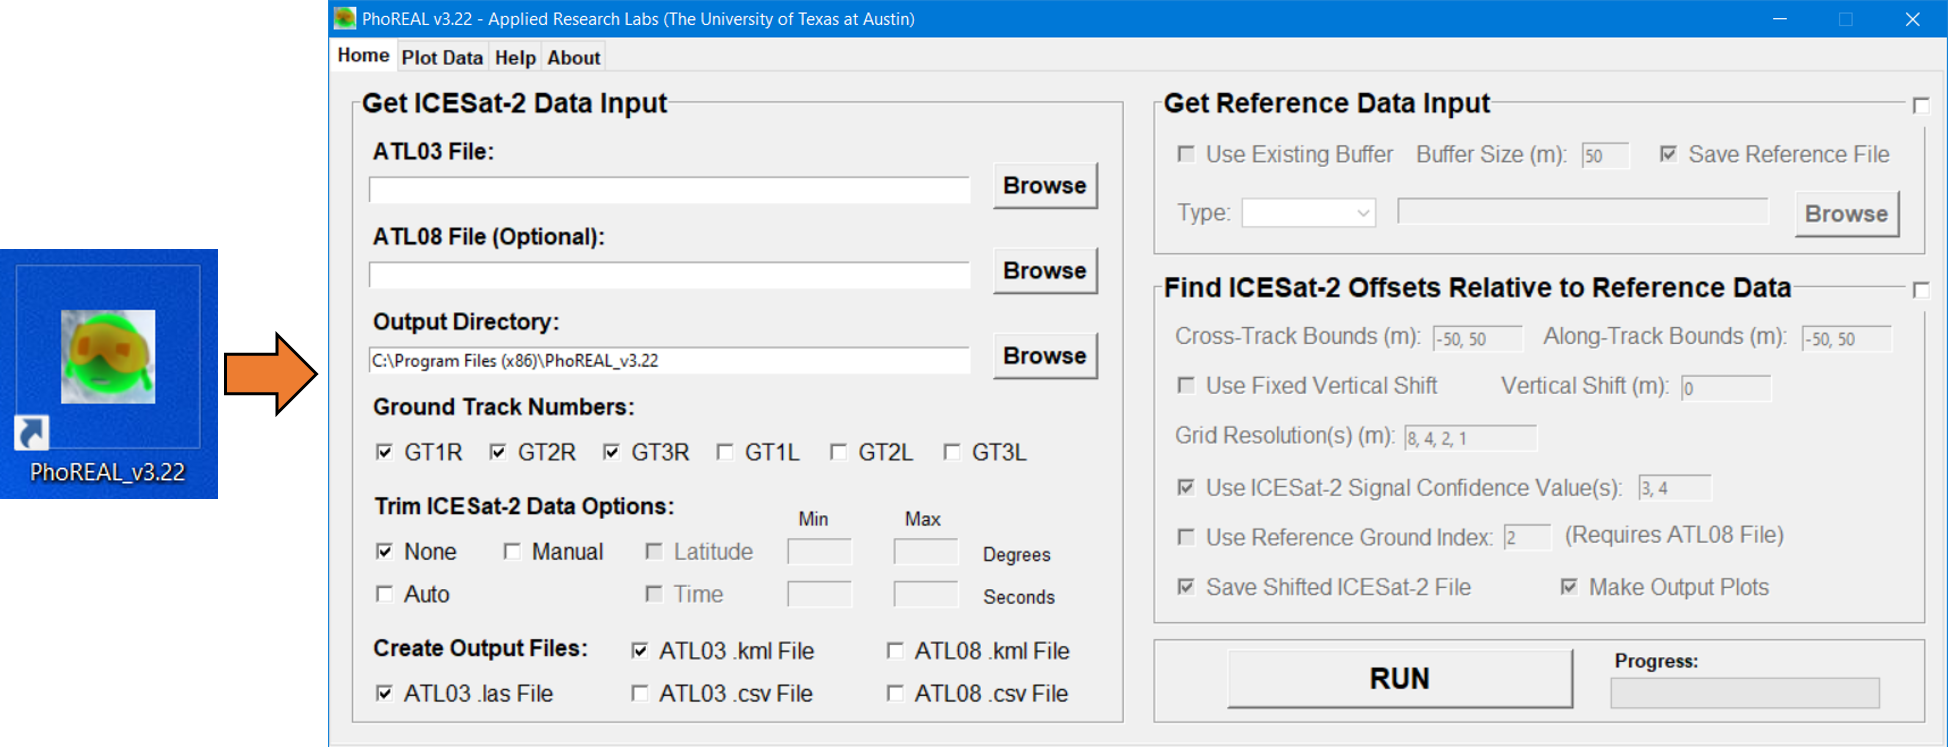 PhoREAL_v3.22
PhoREAL v3.22 - Applied Research Labs (The University of Texas at Austin)
Home Plot Data Help About
Get ICESat-2 Data Input
ATL03 File:
Browse
ATL08 File (Optional):
Browse
Output Directory:
C:\Program Files (x86)\PhoREAL_v3.22
Browse
Ground Track Numbers:
GT1R GT2R GT3R GT1L GT2L GT3L
Trim ICESat-2 Data Options:
Min Max
None Manual Latitude Degrees
Auto Time Seconds
Create Output Files: ATL03 .kml File ATL08 .kml File
ATL03 .las File ATL03 .csv File ATL08 .csv File
Get Reference Data Input
Use Existing Buffer Buffer Size (m): 50 Save Reference File
Type: Browse
Find ICESat-2 Offsets Relative to Reference Data
Cross-Track Bounds (m): -50, 50 Along-Track Bounds (m): -50, 50
Use Fixed Vertical Shift Vertical Shift (m): 0
Grid Resolution(s) (m): 8, 4, 2, 1
Use ICESat-2 Signal Confidence Value(s): 3, 4
Use Reference Ground Index: 2 (Requires ATL08 File)
Save Shifted ICESat-2 File Make Output Plots
RUN
Progress: